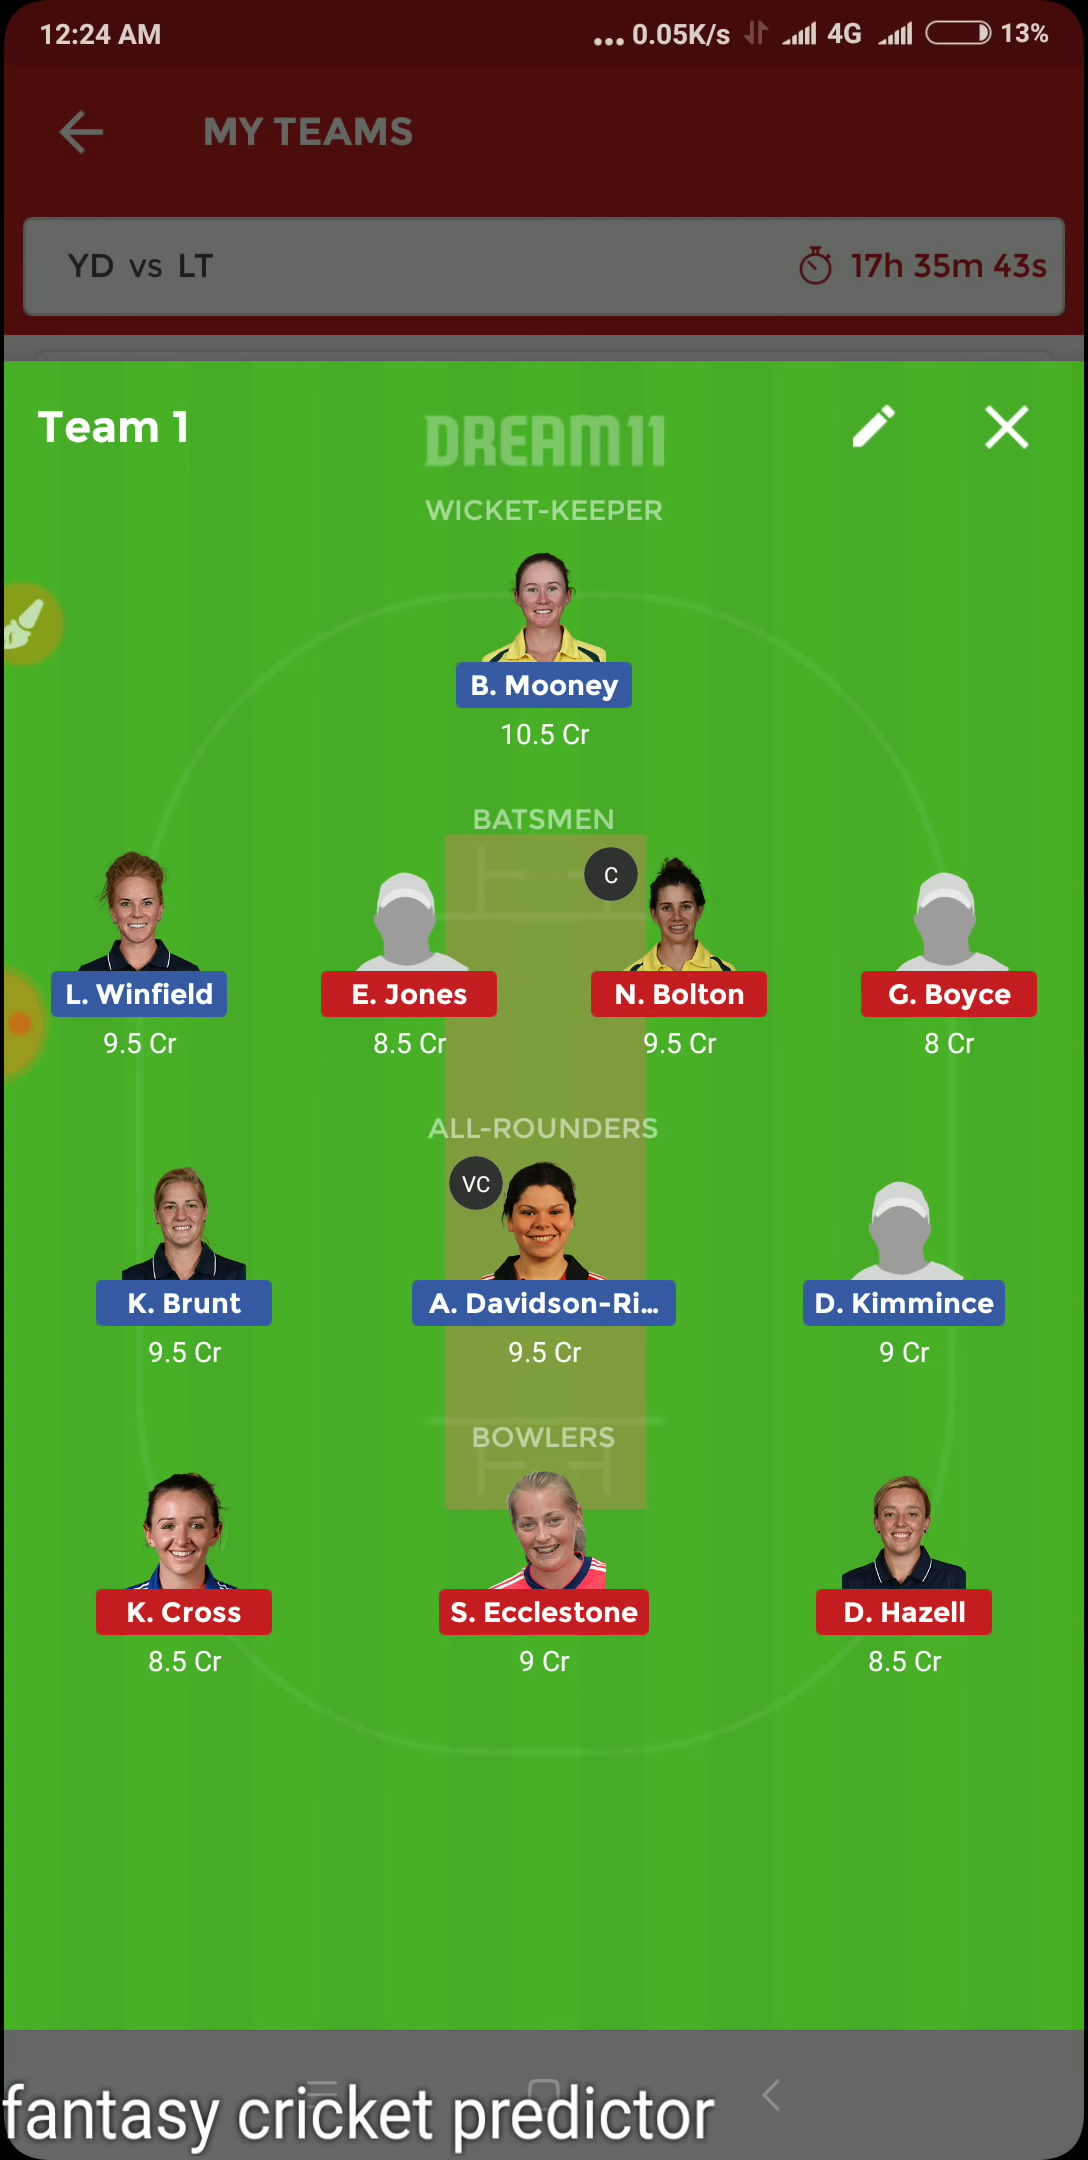 12:24 AM ... 0.05K/s 4G 13%
MY TEAMS
YD vs LT 17h 35m 43s
Team 1 DREAM11
WICKET-KEEPER
B. Mooney
10.5 Cr
BATSMEN
C
L. Winfield E. Jones N. Bolton G. Boyce
9.5 Cr 8.5 Cr 9.5 Cr 8 Cr
ALL-ROUNDERS
VC
K. Brunt A. Davidson-Ri... D. Kimmince
9.5 Cr 9.5 Cr 9 Cr
BOWLERS
K. Cross S. Ecclestone D. Hazell
8.5 Cr 9 Cr 8.5 Cr
fantasy cricket predictor